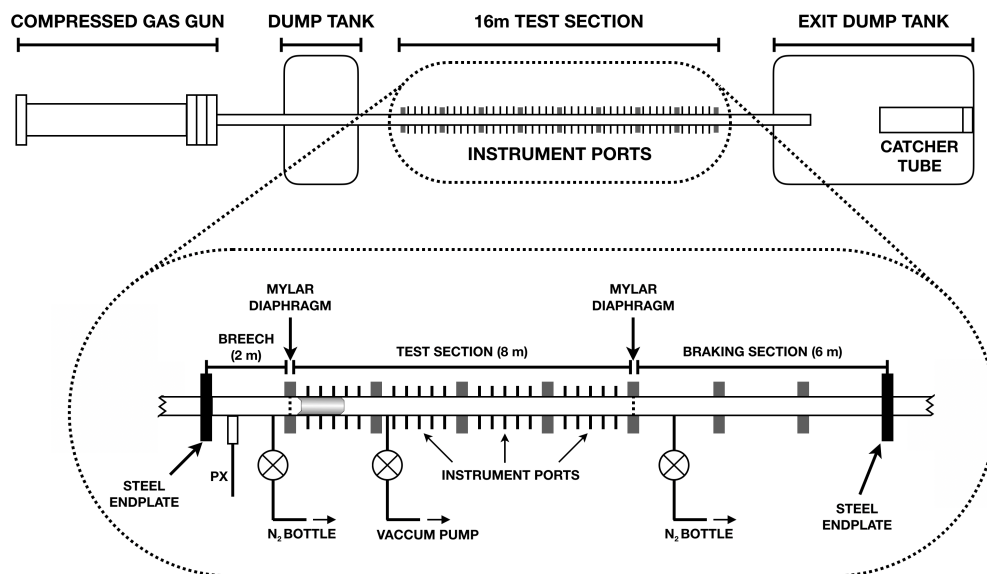 COMPRESSED GAS GUN
DUMP TANK
16m TEST SECTION
EXIT DUMP TANK
INSTRUMENT PORTS
CATCHER
TUBE
MYLAR
DIAPHRAGM
MYLAR
DIAPHRAGM
BREECH
(2 m)
TEST SECTION (8 m)
BRAKING SECTION (6 m)
STEEL
ENDPLATE
PX
INSTRUMENT PORTS
STEEL
ENDPLATE
N₂ BOTTLE
VACCUM PUMP
N₂ BOTTLE